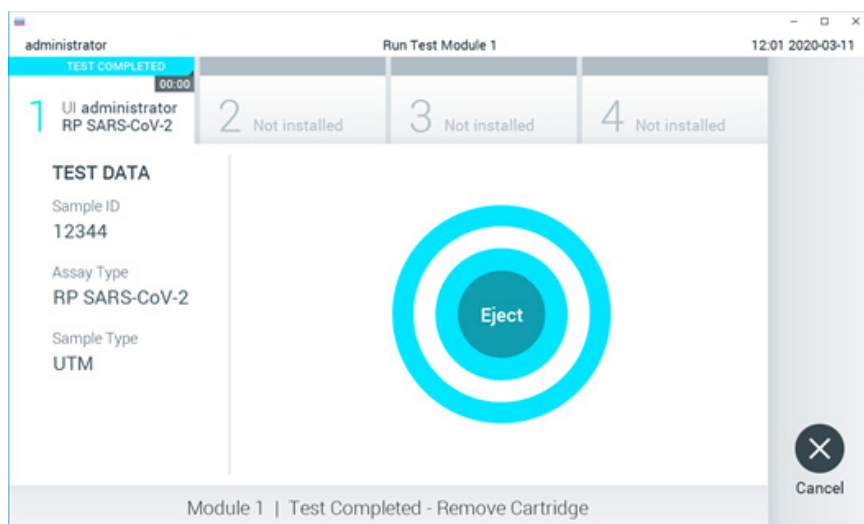 administrator
Run Test Module 1
12:01 2020-03-11
TEST COMPLETED
00:00
1
UI administrator
RP SARS-CoV-2
2 Not installed
3 Not installed
4 Not installed
TEST DATA
Sample ID
12344
Assay Type
RP SARS-CoV-2
Sample Type
UTM
Eject
Cancel
Module 1 | Test Completed - Remove Cartridge